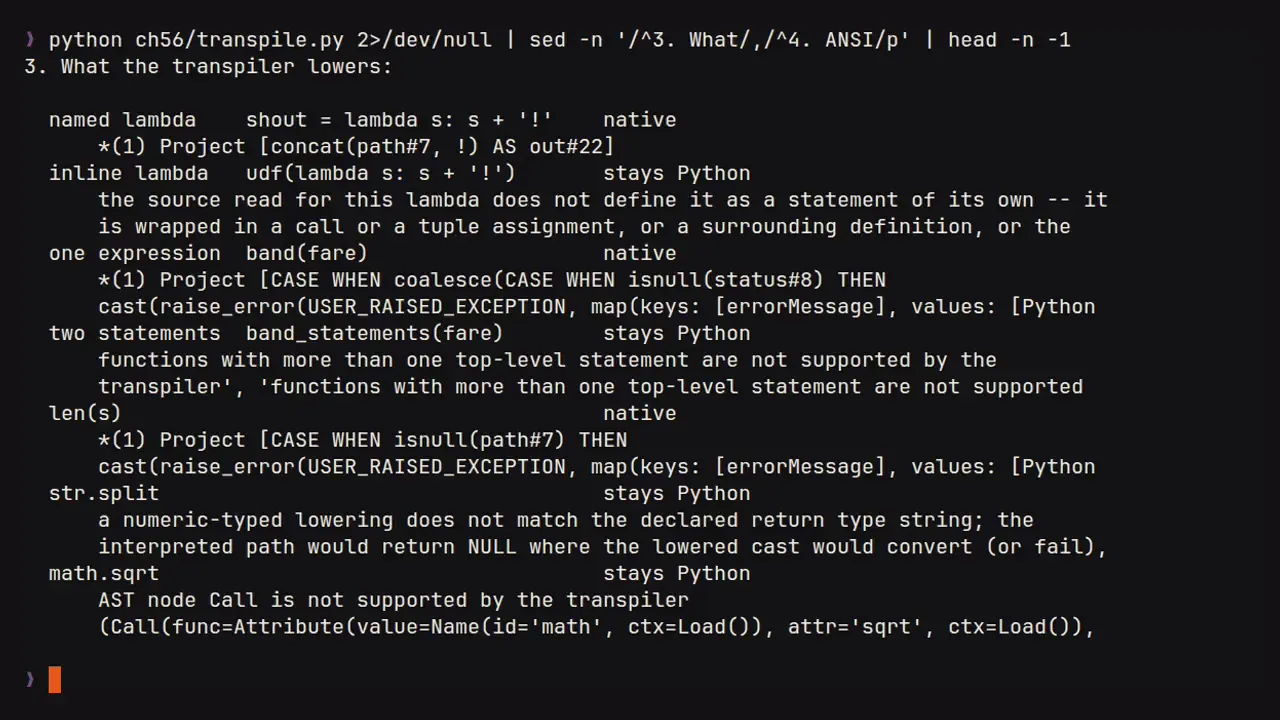 ❯ python ch56/transpile.py 2>/dev/null | sed -n '/^3. What/,/^4. ANSI/p' | head -n -1
3. What the transpiler lowers:
named lambda    shout = lambda s: s + '!'    native
*(1) Project [concat(path#7, !) AS out#22]
inline lambda   udf(lambda s: s + '!')       stays Python
the source read for this lambda does not define it as a statement of its own -- it
is wrapped in a call or a tuple assignment, or a surrounding definition, or the
one expression  band(fare)                   native
*(1) Project [CASE WHEN coalesce(CASE WHEN isnull(status#8) THEN
cast(raise_error(USER_RAISED_EXCEPTION, map(keys: [errorMessage], values: [Python
two statements  band_statements(fare)        stays Python
functions with more than one top-level statement are not supported by the
transpiler', 'functions with more than one top-level statement are not supported
len(s)                                       native
*(1) Project [CASE WHEN isnull(path#7) THEN
cast(raise_error(USER_RAISED_EXCEPTION, map(keys: [errorMessage], values: [Python
str.split                                    stays Python
a numeric-typed lowering does not match the declared return type string; the
interpreted path would return NULL where the lowered cast would convert (or fail),
math.sqrt                                    stays Python
AST node Call is not supported by the transpiler
(Call(func=Attribute(value=Name(id='math', ctx=Load()), attr='sqrt', ctx=Load()),
❯